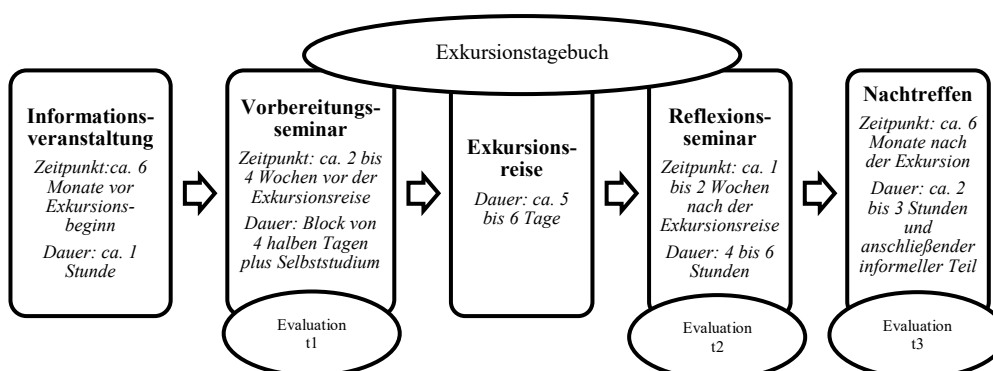 Exkursionstagebuch
Informations-
veranstaltung
Zeitpunkt:ca. 6
Monate vor
Exkursions-
beginn
Dauer: ca. 1
Stunde
Vorbereitungs-
seminar
Zeitpunkt: ca. 2 bis
4 Wochen vor der
Exkursionsreise
Dauer: Block von
4 halben Tagen
plus Selbststudium
Evaluation
t1
Exkursions-
reise
Dauer: ca. 5
bis 6 Tage
Reflexions-
seminar
Zeitpunkt: ca. 1
bis 2 Wochen
nach der
Exkursionsreise
Dauer: 4 bis 6
Stunden
Evaluation
t2
Nachtreffen
Zeitpunkt: ca. 6
Monate nach
der Exkursion
Dauer: ca. 2
bis 3 Stunden
und
anschließender
informeller Teil
Evaluation
t3